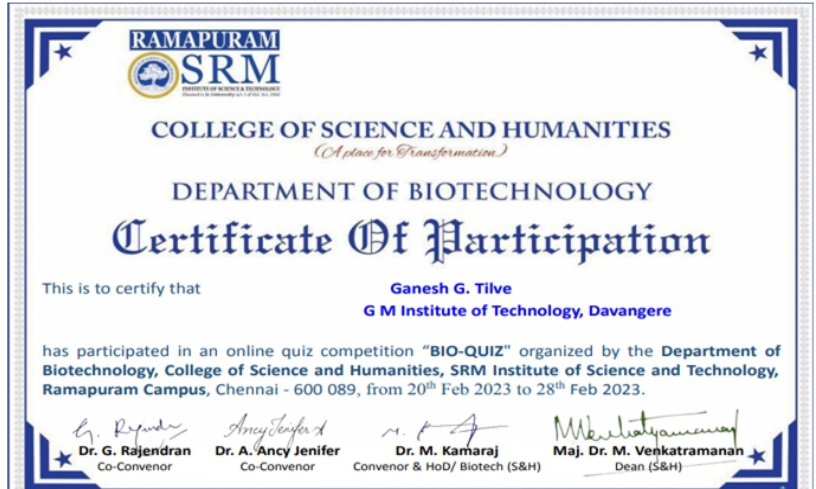 RAMAPURAM
SRM
INSTITUTE OF SCIENCE & TECHNOLOGY
COLLEGE OF SCIENCE AND HUMANITIES
(A place for Transformation)
DEPARTMENT OF BIOTECHNOLOGY
Certificate Of Participation
This is to certify that Ganesh G. Tilve
G M Institute of Technology, Davangere
has participated in an online quiz competition “BIO-QUIZ" organized by the Department of
Biotechnology, College of Science and Humanities, SRM Institute of Science and Technology,
Ramapuram Campus, Chennai - 600 089, from 20th Feb 2023 to 28th Feb 2023.
Ancy Jenifer A
Dr. G. Rajendran Dr. A. Ancy Jenifer Dr. M. Kamaraj Maj. Dr. M. Venkatramanan
Co-Convenor Co-Convenor Convenor & HoD/ Biotech (S&H) Dean (S&H)